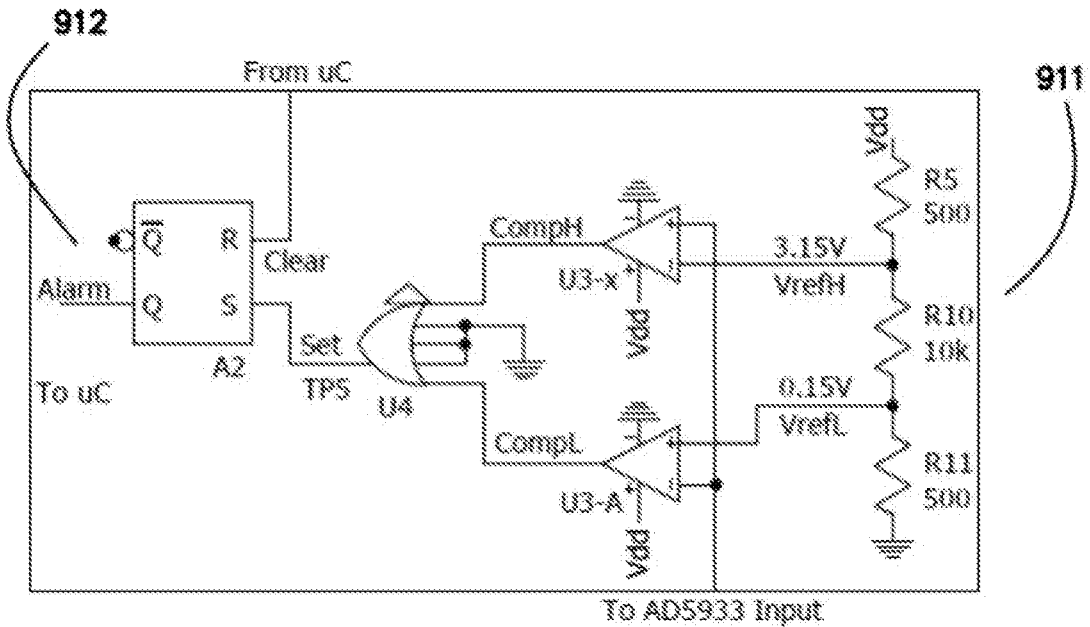 912
From uC
911
Vdd
R5
500
Q
R
CompH
Clear
3.15V
VrefH
U3-x
Alarm
Q
S
Vdd
R10
10k
Set
A2
TP5
U4
To uC
0.15V
VrefL
CompL
R11
500
U3-A
Vdd
To AD5933 Input